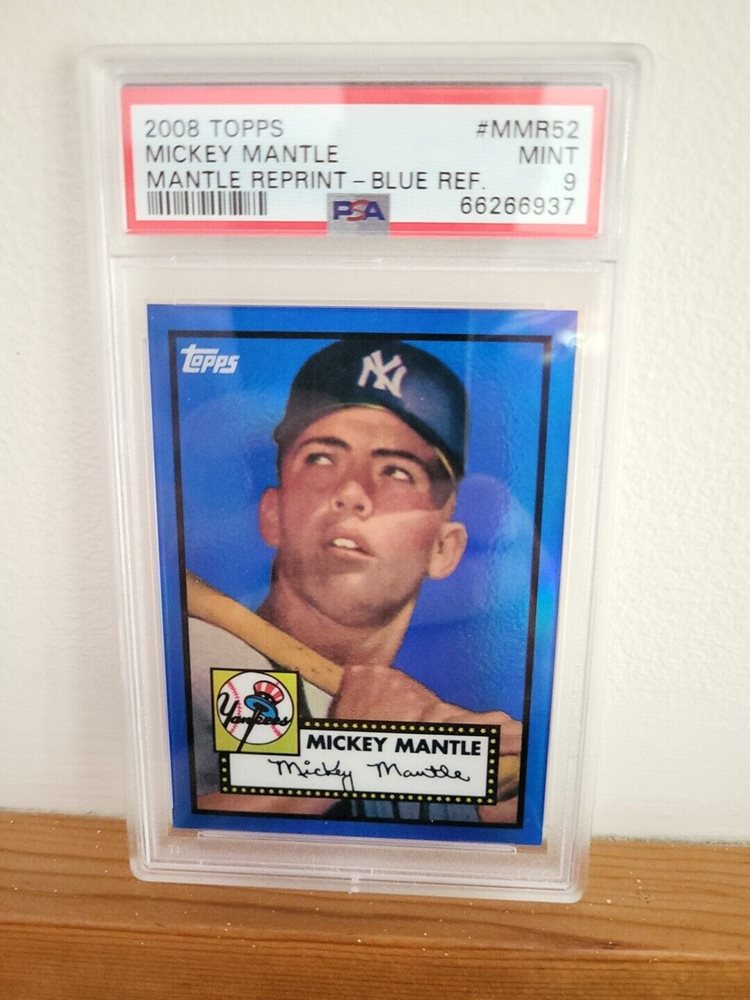 2008 TOPPS #MMR52
MICKEY MANTLE MINT
MANTLE REPRINT - BLUE REF. 9
PSA 66266937
topps
NY
Yankees
MICKEY MANTLE
Mickey Mantle